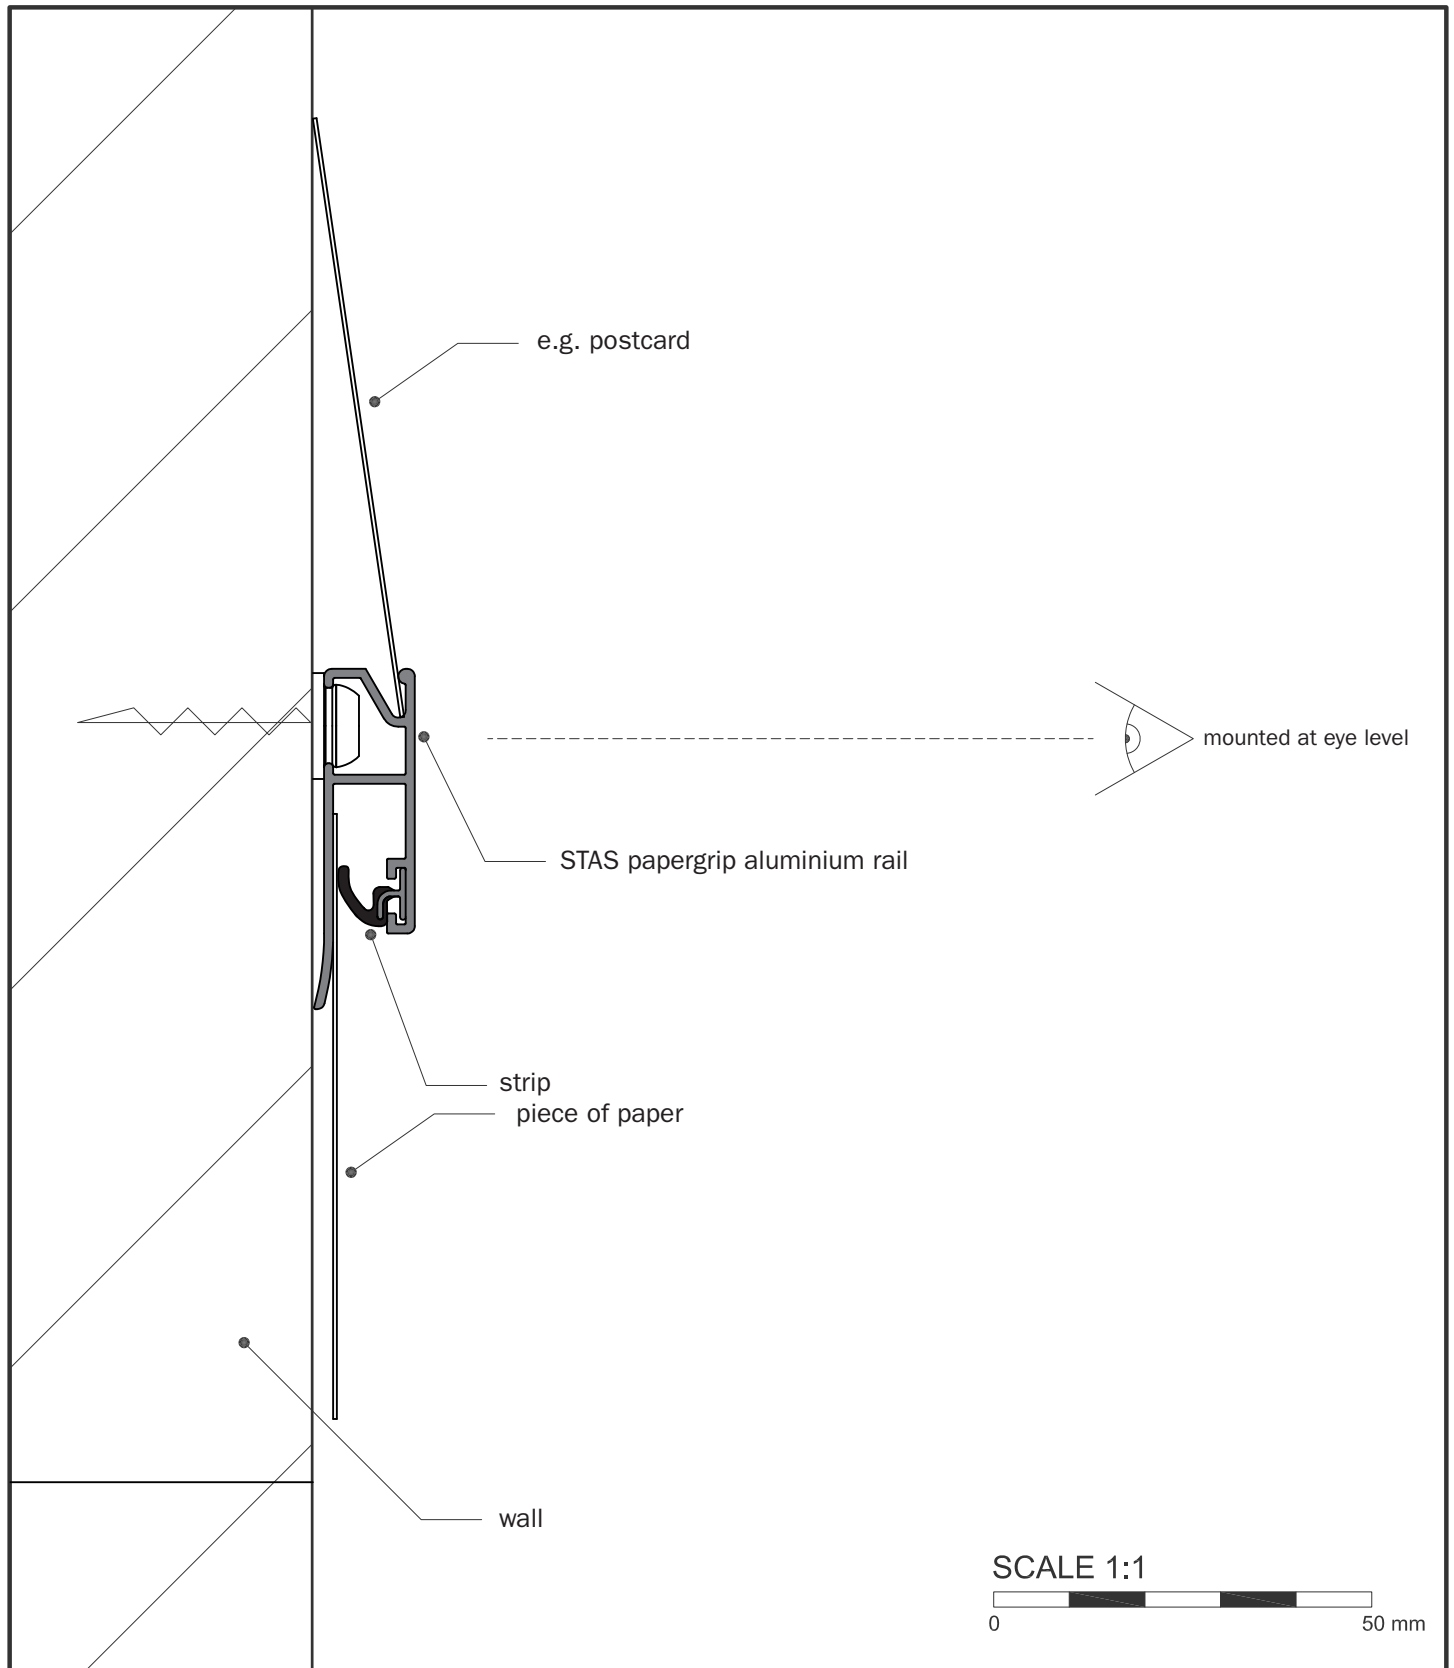 e.g. postcard
mounted at eye level
STAS papergrip aluminium rail
strip
piece of paper
wall
SCALE 1:1
0
50 mm